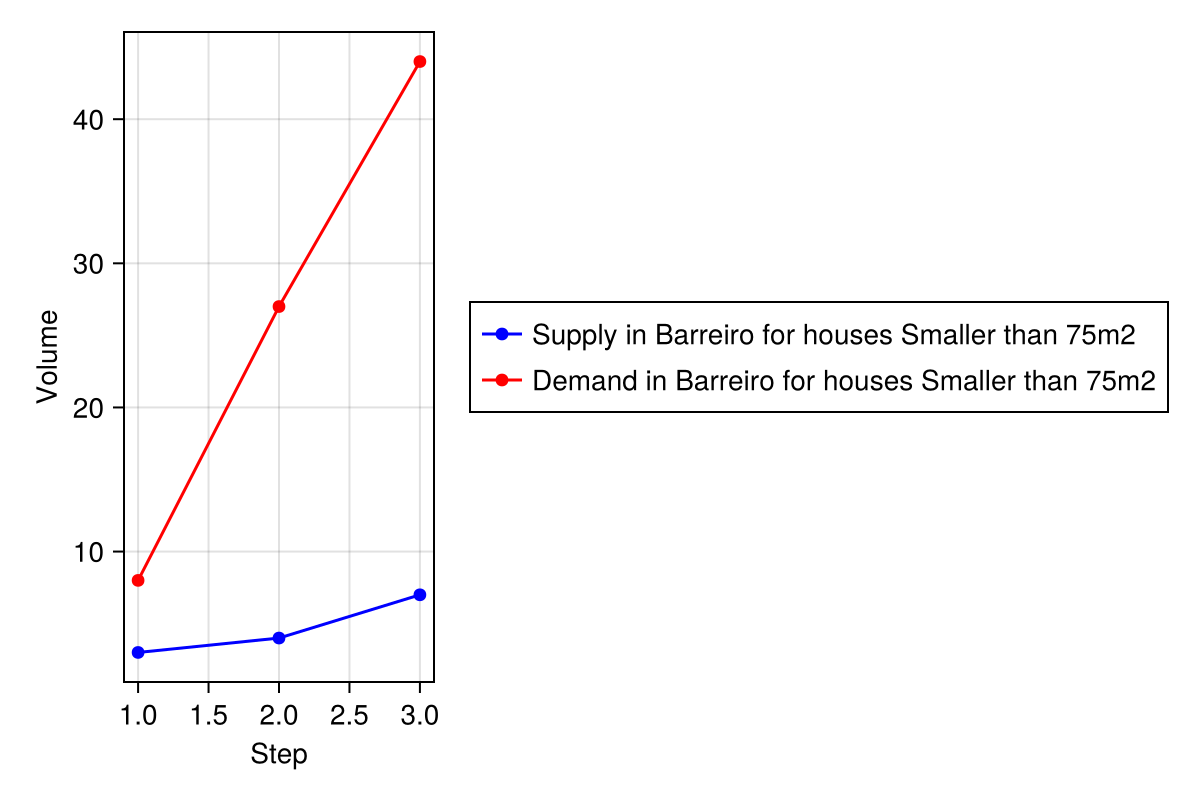 40
30
20
10
Volume
1.0 1.5 2.0 2.5 3.0
Step
Supply in Barreiro for houses Smaller than 75m2
Demand in Barreiro for houses Smaller than 75m2